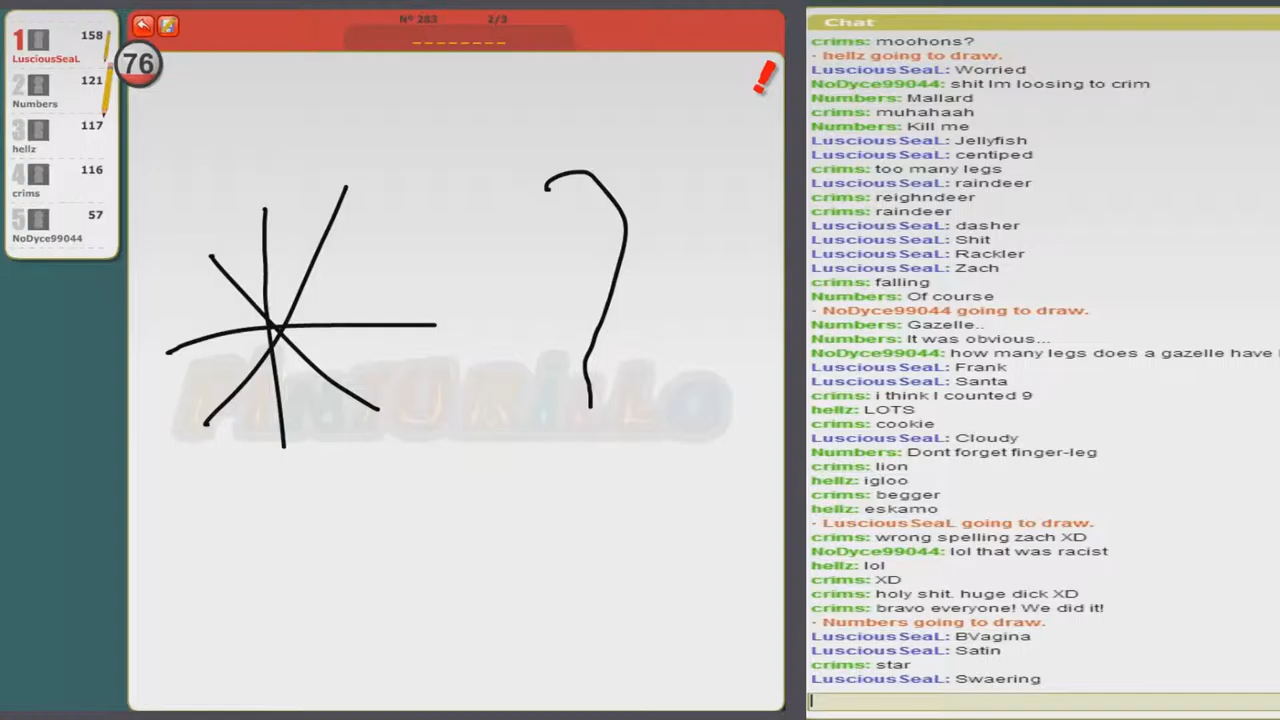 1
158
LusciousSeaL
2
121
Numbers
3
117
hellz
4
116
crims
5
57
NoDyce99044
76
Nº 283
2/3
_ _ _ _ _ _ _ _
Pinturillo
Chat
crims: moohons?
· hellz going to draw.
LusciousSeaL: Worried
NoDyce99044: shit Im loosing to crim
Numbers: Mallard
crims: muhahaah
Numbers: Kill me
LusciousSeaL: Jellyfish
LusciousSeaL: centiped
crims: too many legs
LusciousSeaL: raindeer
crims: reighndeer
crims: raindeer
LusciousSeaL: dasher
LusciousSeaL: Shit
LusciousSeaL: Rackler
LusciousSeaL: Zach
crims: falling
Numbers: Of course
· NoDyce99044 going to draw.
Numbers: Gazelle..
Numbers: It was obvious...
NoDyce99044: how many legs does a gazelle have
LusciousSeaL: Frank
LusciousSeaL: Santa
crims: i think I counted 9
hellz: LOTS
crims: cookie
LusciousSeaL: Cloudy
Numbers: Dont forget finger-leg
crims: lion
hellz: igloo
crims: begger
hellz: eskamo
· LusciousSeaL going to draw.
crims: wrong spelling zach XD
NoDyce99044: lol that was racist
hellz: lol
crims: XD
crims: holy shit. huge dick XD
crims: bravo everyone! We did it!
· Numbers going to draw.
LusciousSeaL: BVagina
LusciousSeaL: Satin
crims: star
LusciousSeaL: Swaering